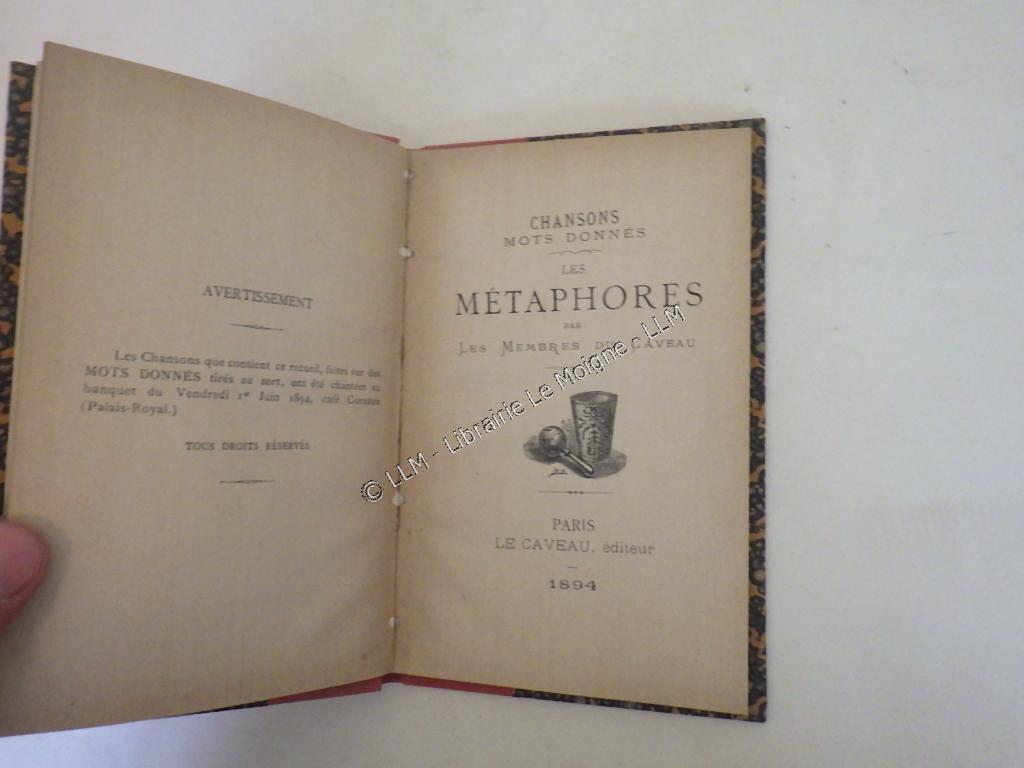 AVERTISSEMENT
Les Chansons que contient ce recueil, faites sur des
MOTS DONNÉS tirés au sort, ont été chantées au
banquet du Vendredi 1er Juin 1894, café Corazza
(Palais-Royal.)
TOUS DROITS RÉSERVÉS
CHANSONS
MOTS DONNÉS
LES
MÉTAPHORES
PAR
LES MEMBRES DU CAVEAU
PARIS
LE CAVEAU, éditeur
1894
© LLM - Librairie Le Moigne - LLM